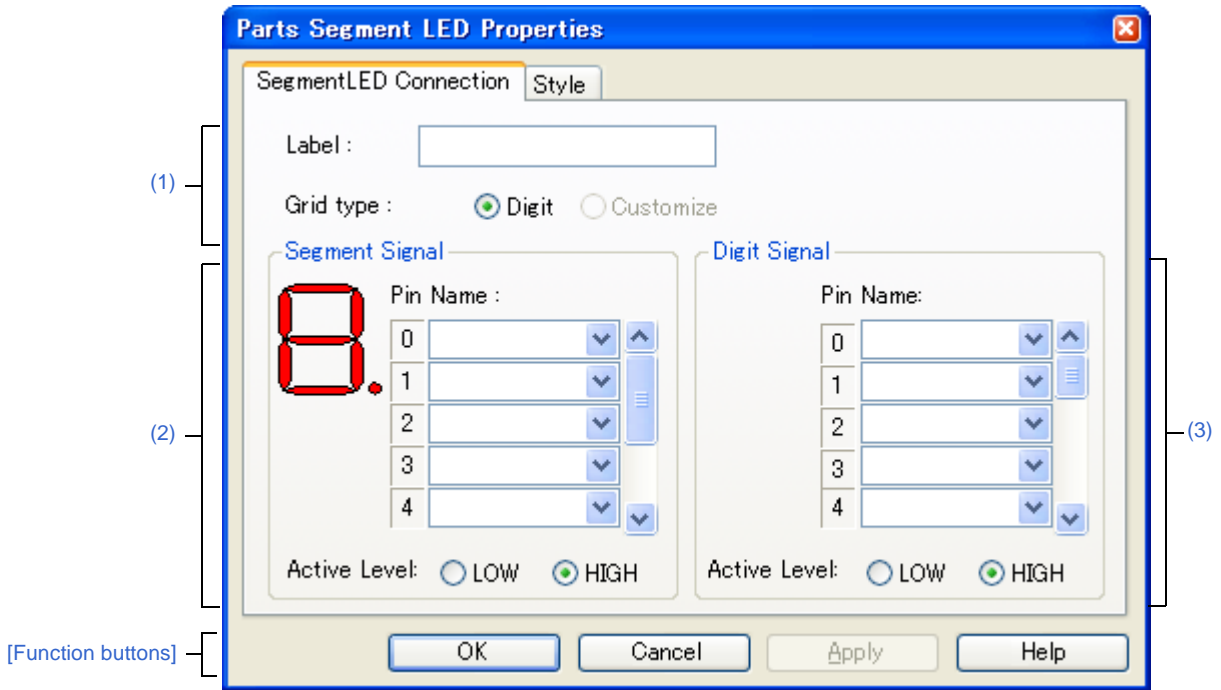 Parts Segment LED Properties
SegmentLED Connection Style
(1)
Label :
Grid type : Digit Customize
(2)
Segment Signal
Pin Name :
0
1
2
3
4
Active Level: LOW HIGH
Digit Signal
Pin Name:
0
1
2
3
4
Active Level: LOW HIGH
(3)
[Function buttons]
OK Cancel Apply Help